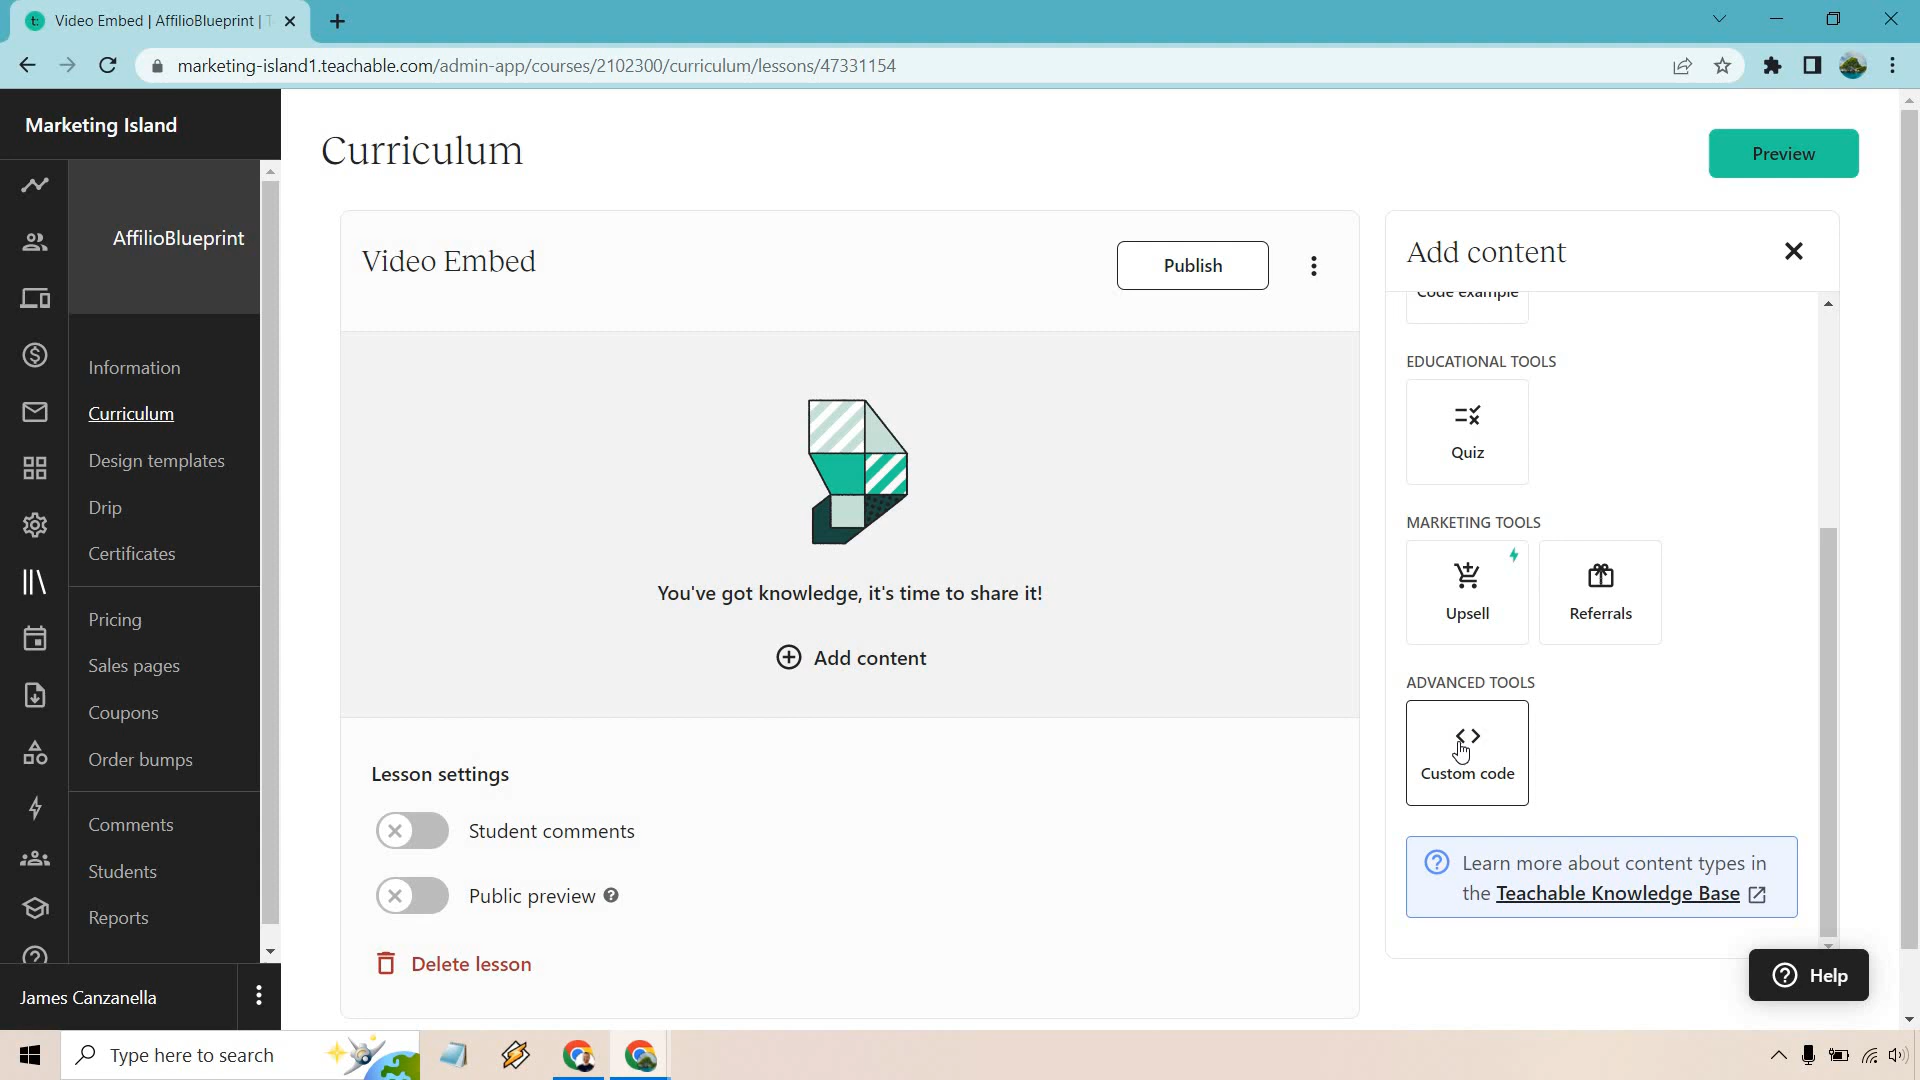 Video Embed | AffilioBlueprint |
marketing-island1.teachable.com/admin-app/courses/2102300/curriculum/lessons/47331154
Marketing Island
AffilioBlueprint
Information
Curriculum
Design templates
Drip
Certificates
Pricing
Sales pages
Coupons
Order bumps
Comments
Students
Reports
James Canzanella
Curriculum
Preview
Video Embed
Publish
You've got knowledge, it's time to share it!
Add content
Lesson settings
Student comments
Public preview
Delete lesson
Add content
Code example
EDUCATIONAL TOOLS
Quiz
MARKETING TOOLS
Upsell
Referrals
ADVANCED TOOLS
Custom code
Learn more about content types in
the Teachable Knowledge Base
Help
Type here to search